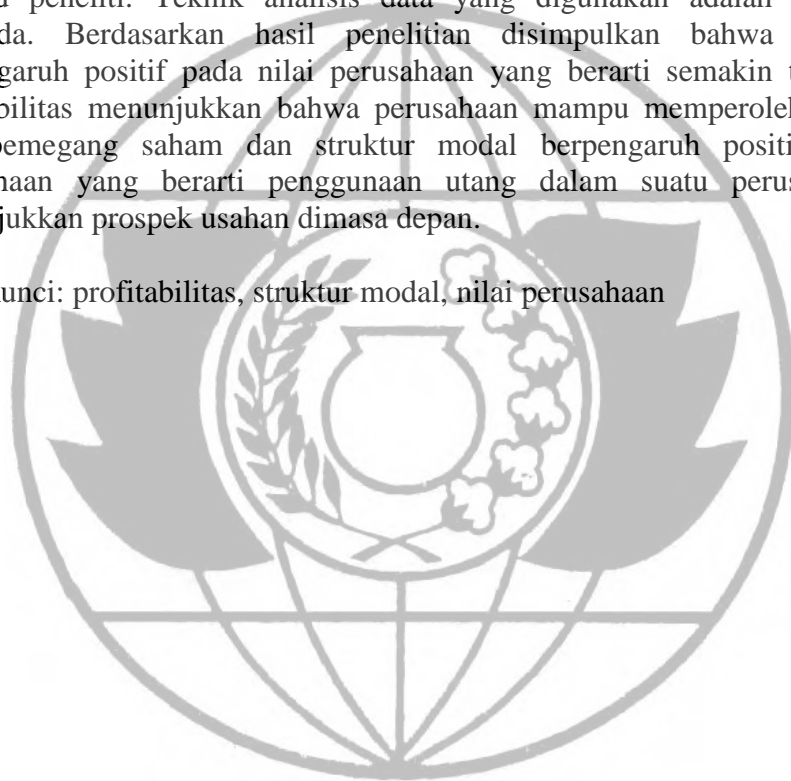 peneliti. Teknik analisis data yang digunakan adalah
da. Berdasarkan hasil penelitian disimpulkan bahwa
garuh positif pada nilai perusahaan yang berarti semakin t
bilitas menunjukkan bahwa perusahaan mampu memperoleh
pemegang saham dan struktur modal berpengaruh positi
naan yang berarti penggunaan utang dalam suatu perus
jukkan prospek usahan dimasa depan.
unci: profitabilitas, struktur modal, nilai perusahaan